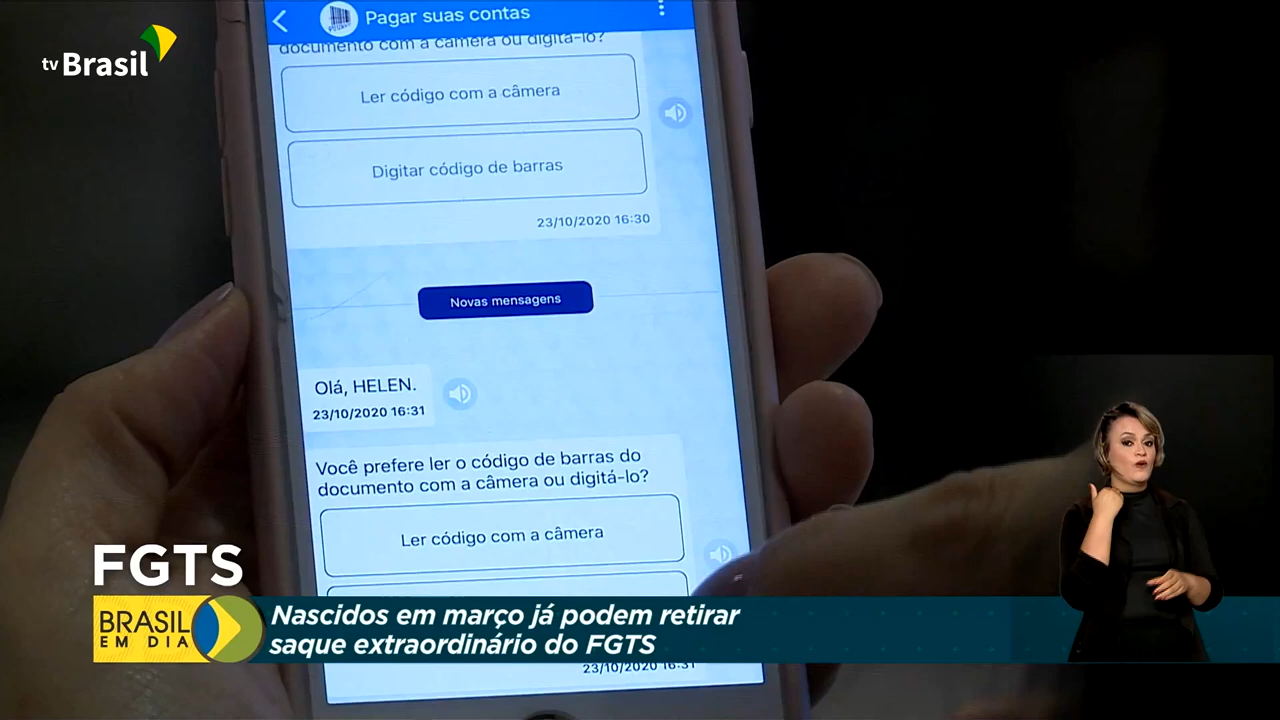 tv Brasil
Pagar suas contas
documento com a câmera ou digitá-lo?
Ler código com a câmera
Digitar código de barras
23/10/2020 16:30
Novas mensagens
Olá, HELEN.
23/10/2020 16:31
Você prefere ler o código de barras do
documento com a câmera ou digitá-lo?
Ler código com a câmera
FGTS
BRASIL
EM DIA
Nascidos em março já podem retirar
saque extraordinário do FGTS
23/10/2020 16:31